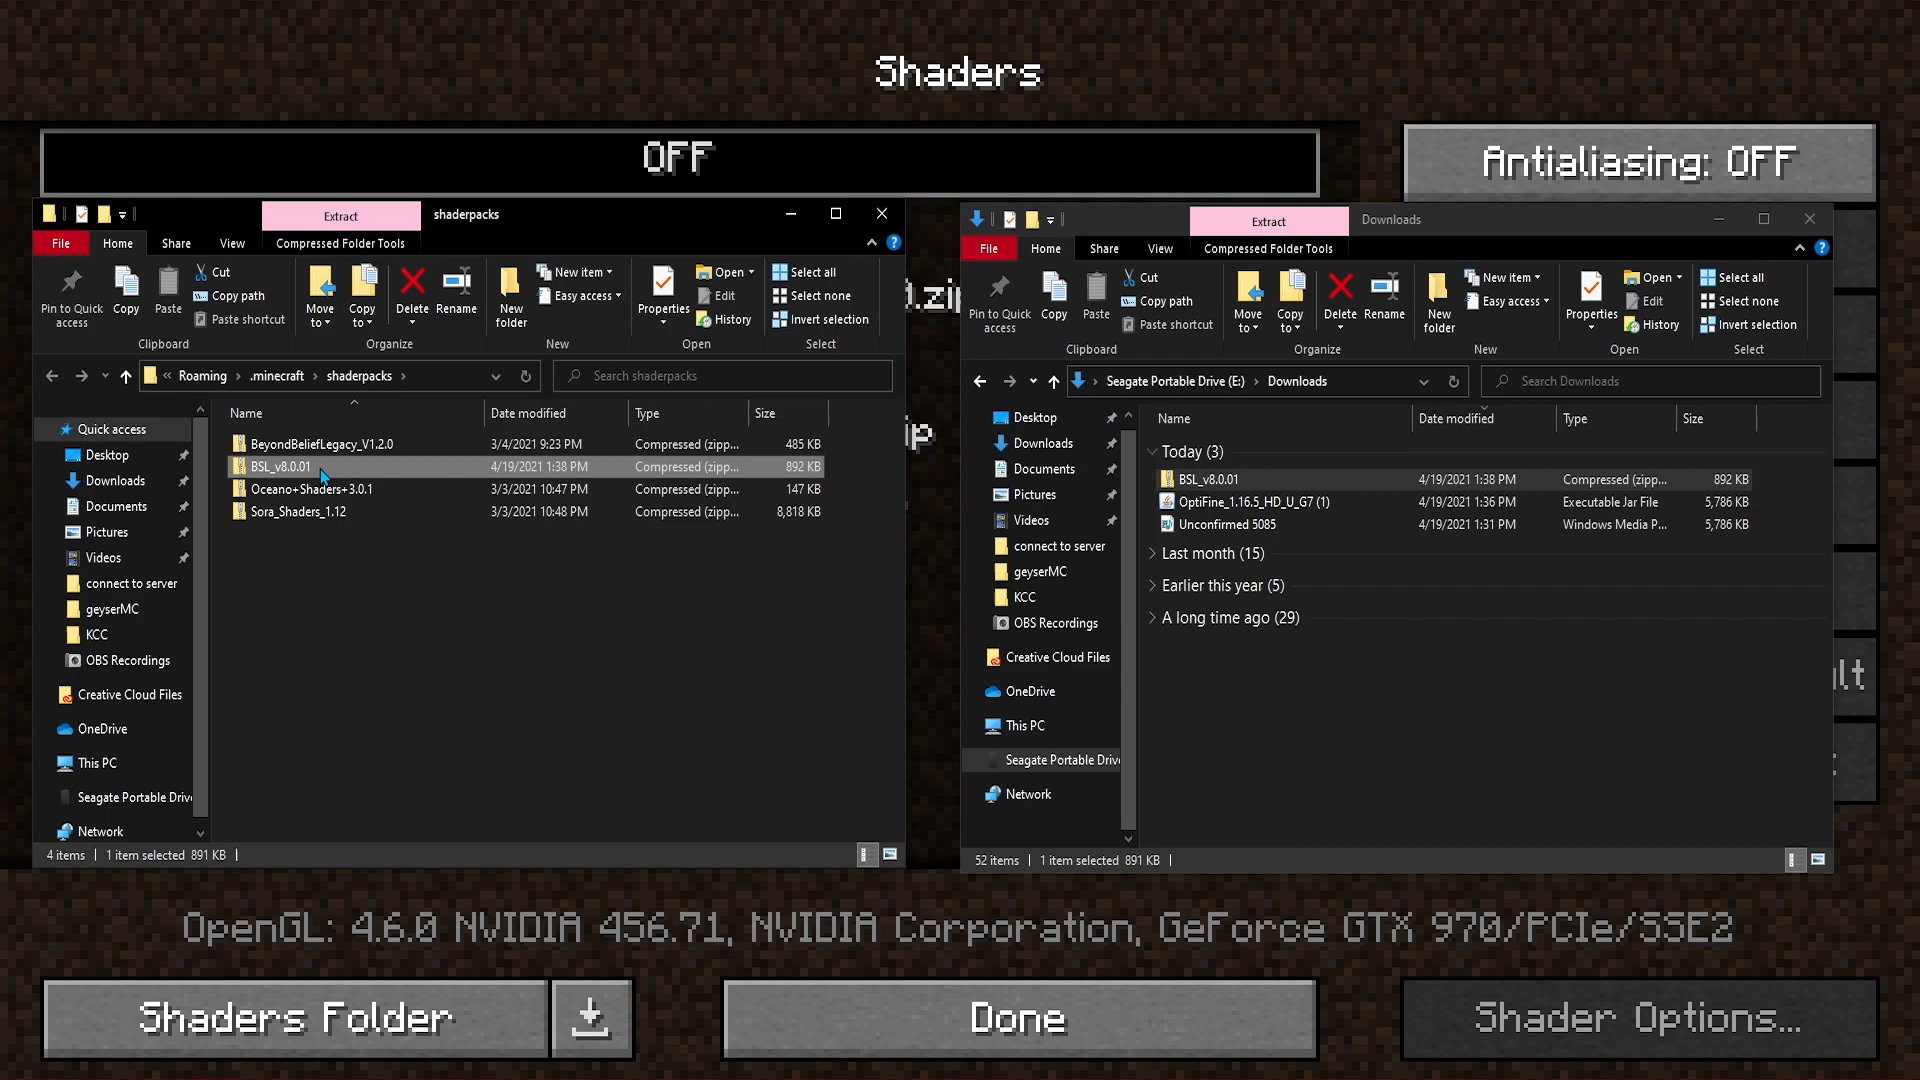 Shaders
OFF
Antialiasing: OFF
Extract
shaderpacks
File
Home
Share
View
Compressed Folder Tools
Pin to Quick
access
Copy
Paste
Cut
Copy path
Paste shortcut
Move
to
Copy
to
Delete
Rename
New
folder
New item
Easy access
Properties
Open
Edit
History
Select all
Select none
Invert selection
Clipboard
Organize
New
Open
Select
« Roaming › .minecraft › shaderpacks ›
Search shaderpacks
Name
Date modified
Type
Size
BeyondBeliefLegacy_V1.2.0 3/4/2021 9:23 PM Compressed (zipp... 485 KB
BSL_v8.0.01 4/19/2021 1:38 PM Compressed (zipp... 892 KB
Oceano+Shaders+3.0.1 3/3/2021 10:47 PM Compressed (zipp... 147 KB
Sora_Shaders_1.12 3/3/2021 10:48 PM Compressed (zipp... 8,818 KB
Quick access
Desktop
Downloads
Documents
Pictures
Videos
connect to server
geyserMC
KCC
OBS Recordings
Creative Cloud Files
OneDrive
This PC
Seagate Portable Driv
Network
4 items | 1 item selected 891 KB |
Extract
Downloads
File
Home
Share
View
Compressed Folder Tools
Pin to Quick
access
Copy
Paste
Cut
Copy path
Paste shortcut
Move
to
Copy
to
Delete
Rename
New
folder
New item
Easy access
Properties
Open
Edit
History
Select all
Select none
Invert selection
Clipboard
Organize
New
Open
Select
› Seagate Portable Drive (E:) › Downloads
Search Downloads
Name
Date modified
Type
Size
Today (3)
BSL_v8.0.01 4/19/2021 1:38 PM Compressed (zipp... 892 KB
OptiFine_1.16.5_HD_U_G7 (1) 4/19/2021 1:36 PM Executable Jar File 5,786 KB
Unconfirmed 5085 4/19/2021 1:31 PM Windows Media P... 5,786 KB
Last month (15)
Earlier this year (5)
A long time ago (29)
Desktop
Downloads
Documents
Pictures
Videos
connect to server
geyserMC
KCC
OBS Recordings
Creative Cloud Files
OneDrive
This PC
Seagate Portable Driv
Network
52 items | 1 item selected 891 KB |
OpenGL: 4.6.0 NVIDIA 456.71, NVIDIA Corporation, GeForce GTX 970/PCIe/SSE2
Shaders Folder
Done
Shader Options...